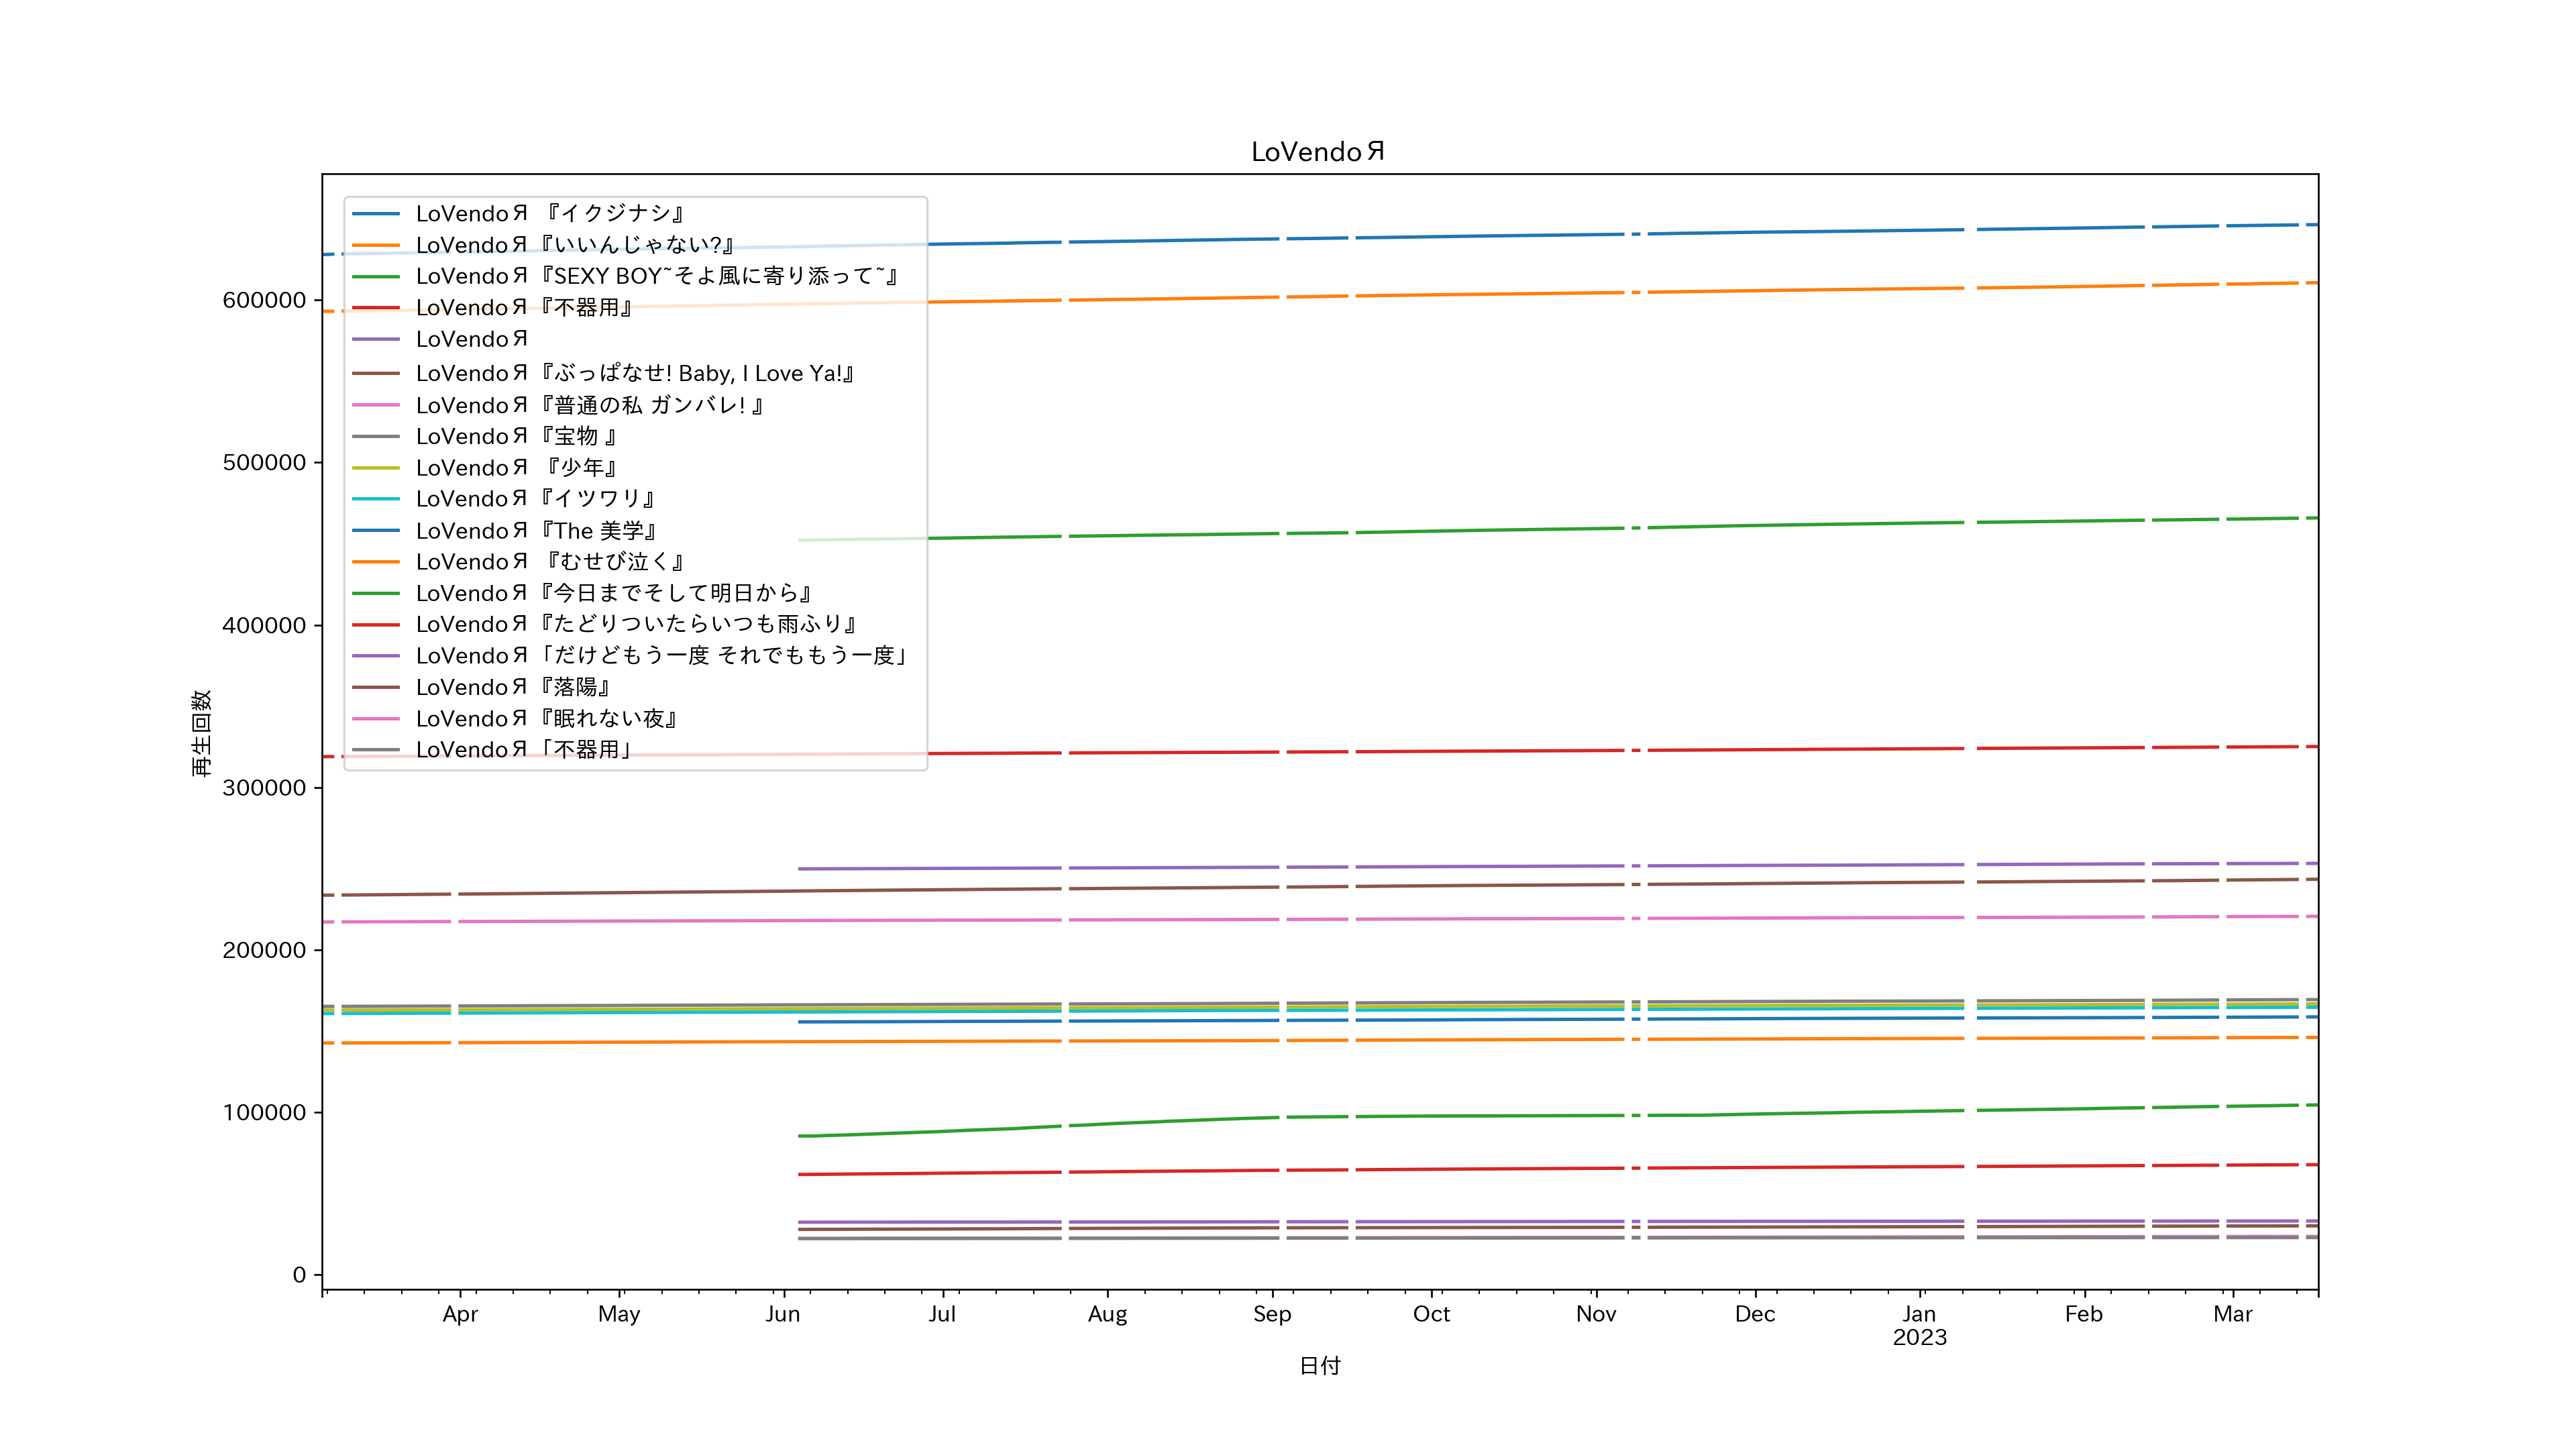 LoVendoЯ
LoVendoЯ 『イクジナシ』
LoVendoЯ『いいんじゃない?』
LoVendoЯ『SEXY BOY~そよ風に寄り添って~』
LoVendoЯ『不器用』
LoVendoЯ
LoVendoЯ『ぶっぱなせ! Baby, I Love Ya!』
LoVendoЯ『普通の私 ガンバレ! 』
LoVendoЯ『宝物 』
LoVendoЯ 『少年』
LoVendoЯ『イツワリ』
LoVendoЯ『The 美学』
LoVendoЯ 『むせび泣く』
LoVendoЯ『今日までそして明日から』
LoVendoЯ『たどりついたらいつも雨ふり』
LoVendoЯ「だけどもう一度 それでももう一度」
LoVendoЯ『落陽』
LoVendoЯ『眠れない夜』
LoVendoЯ「不器用」
再生回数
600000
500000
400000
300000
200000
100000
0
Apr May Jun Jul Aug Sep Oct Nov Dec Jan Feb Mar
2023
日付